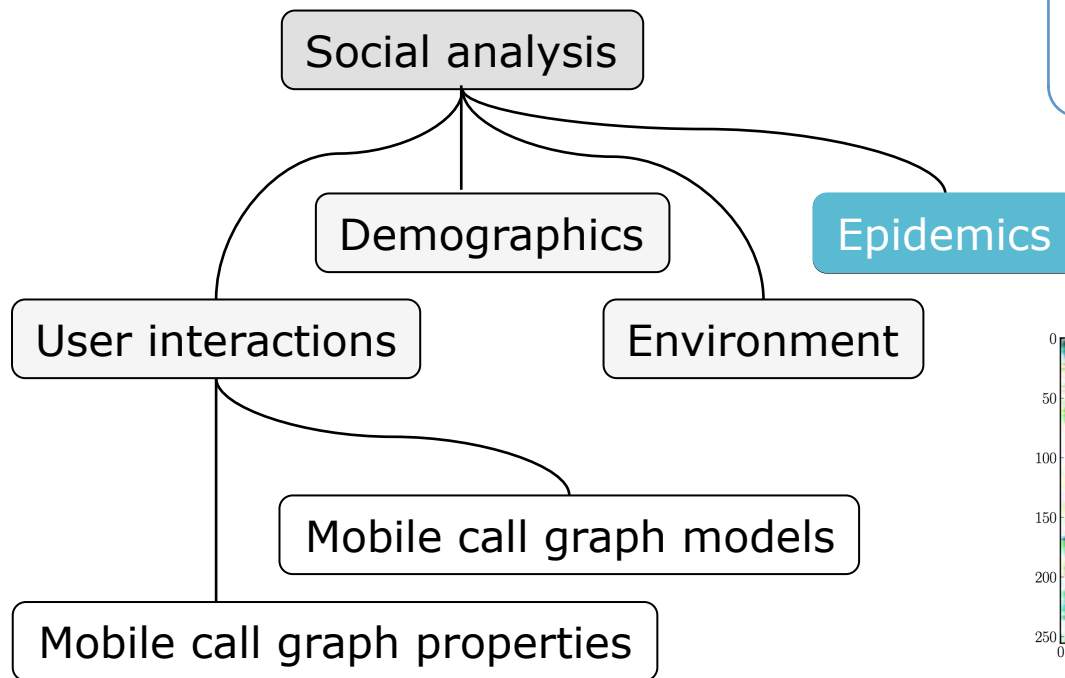 Social analysis
Demographics
Epidemics
User interactions
Environment
Mobile call graph models
Mobile call graph properties
0
50
100
150
200
250
0